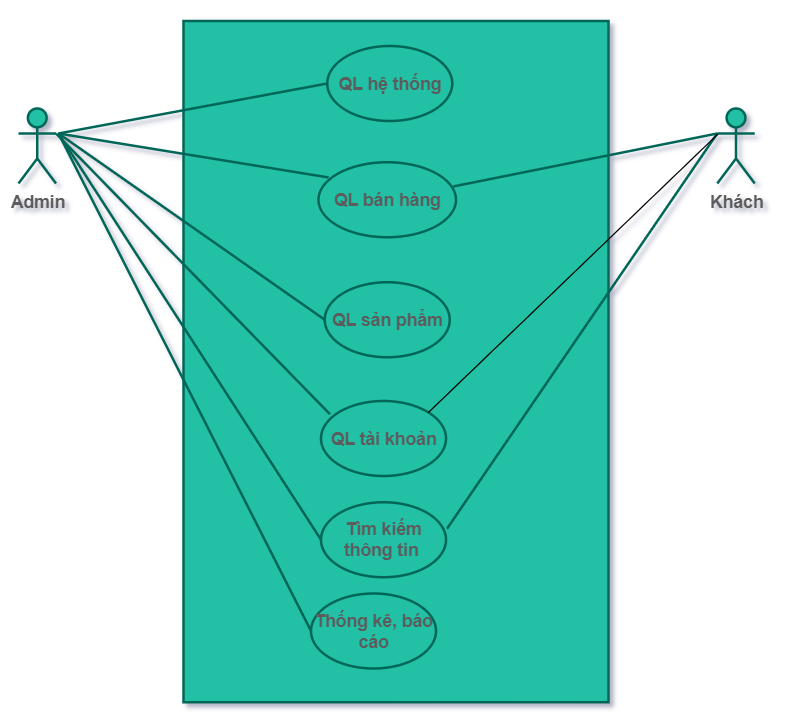 QL hệ thống
Admin
Khách
QL bán hàng
QL sản phẩm
QL tài khoản
Tìm kiếm
thông tin
Thống kê, báo
cáo